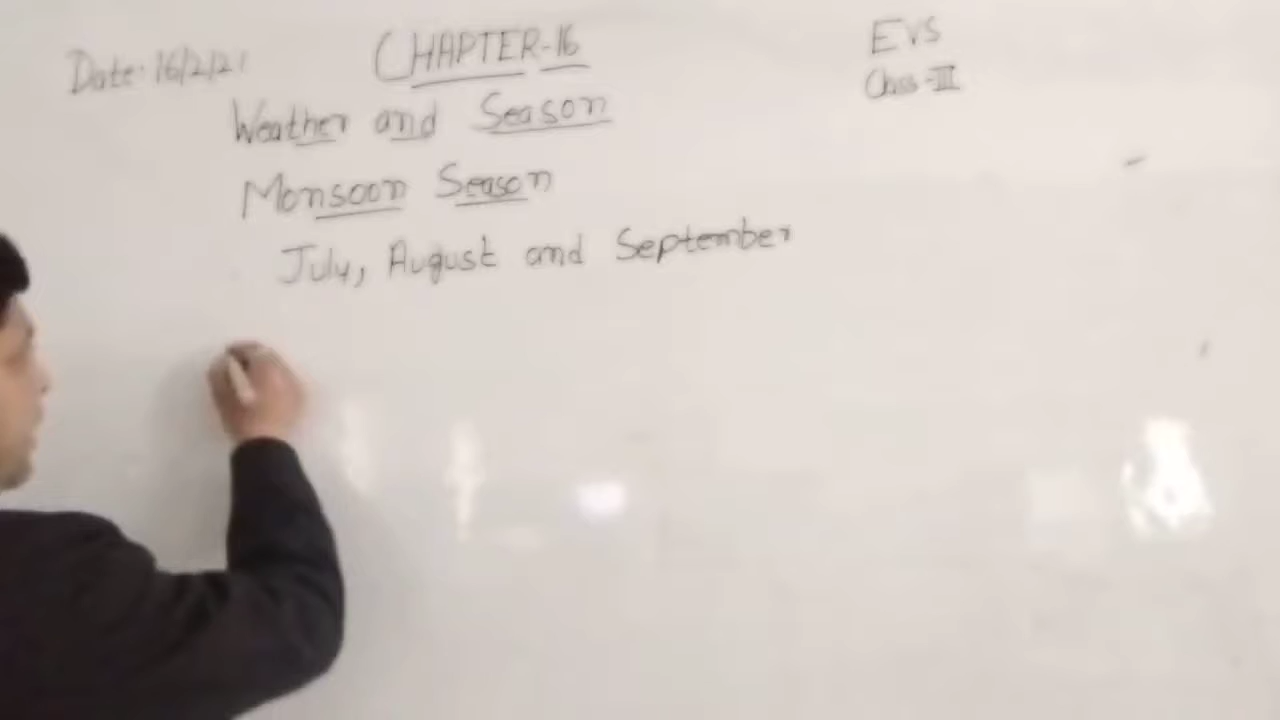 Date: 16/2/21
CHAPTER-16
EVS
Class-III
Weather and Season
Monsoon Season
July, August and September